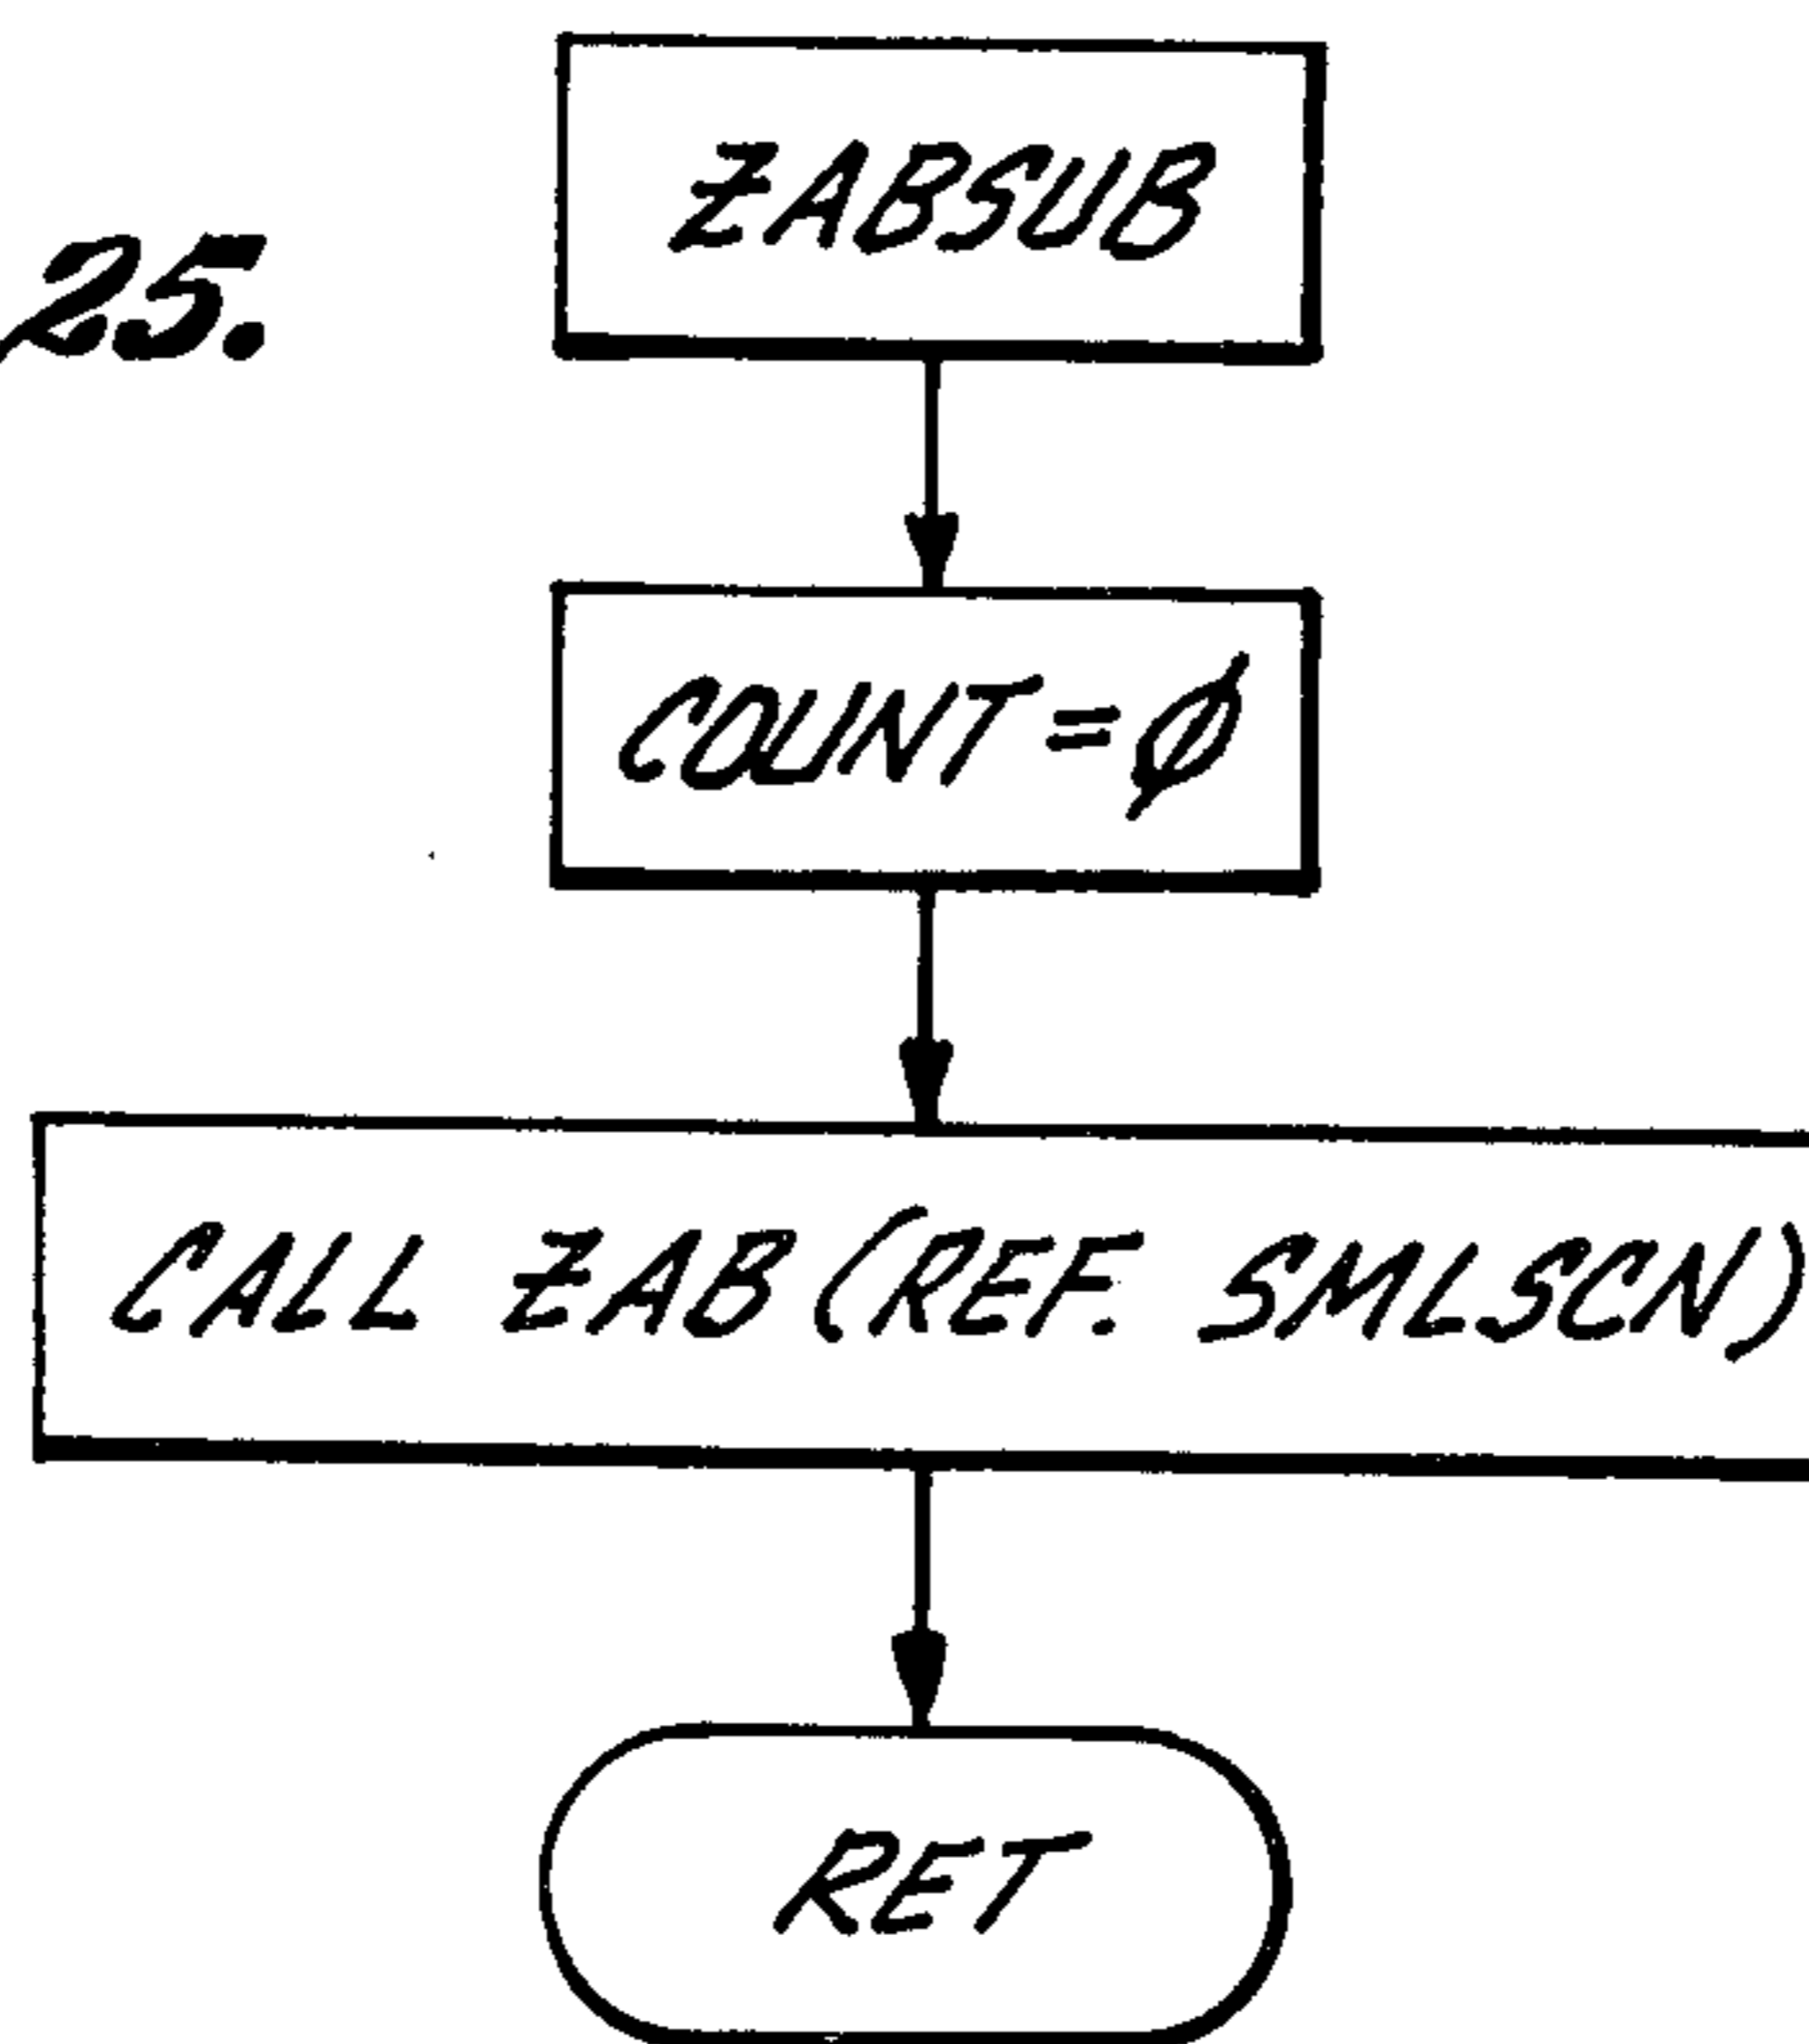 25.
ZABSUB
COUNT=Ø
CALL ZAB (REF. SMLSCN)
RET